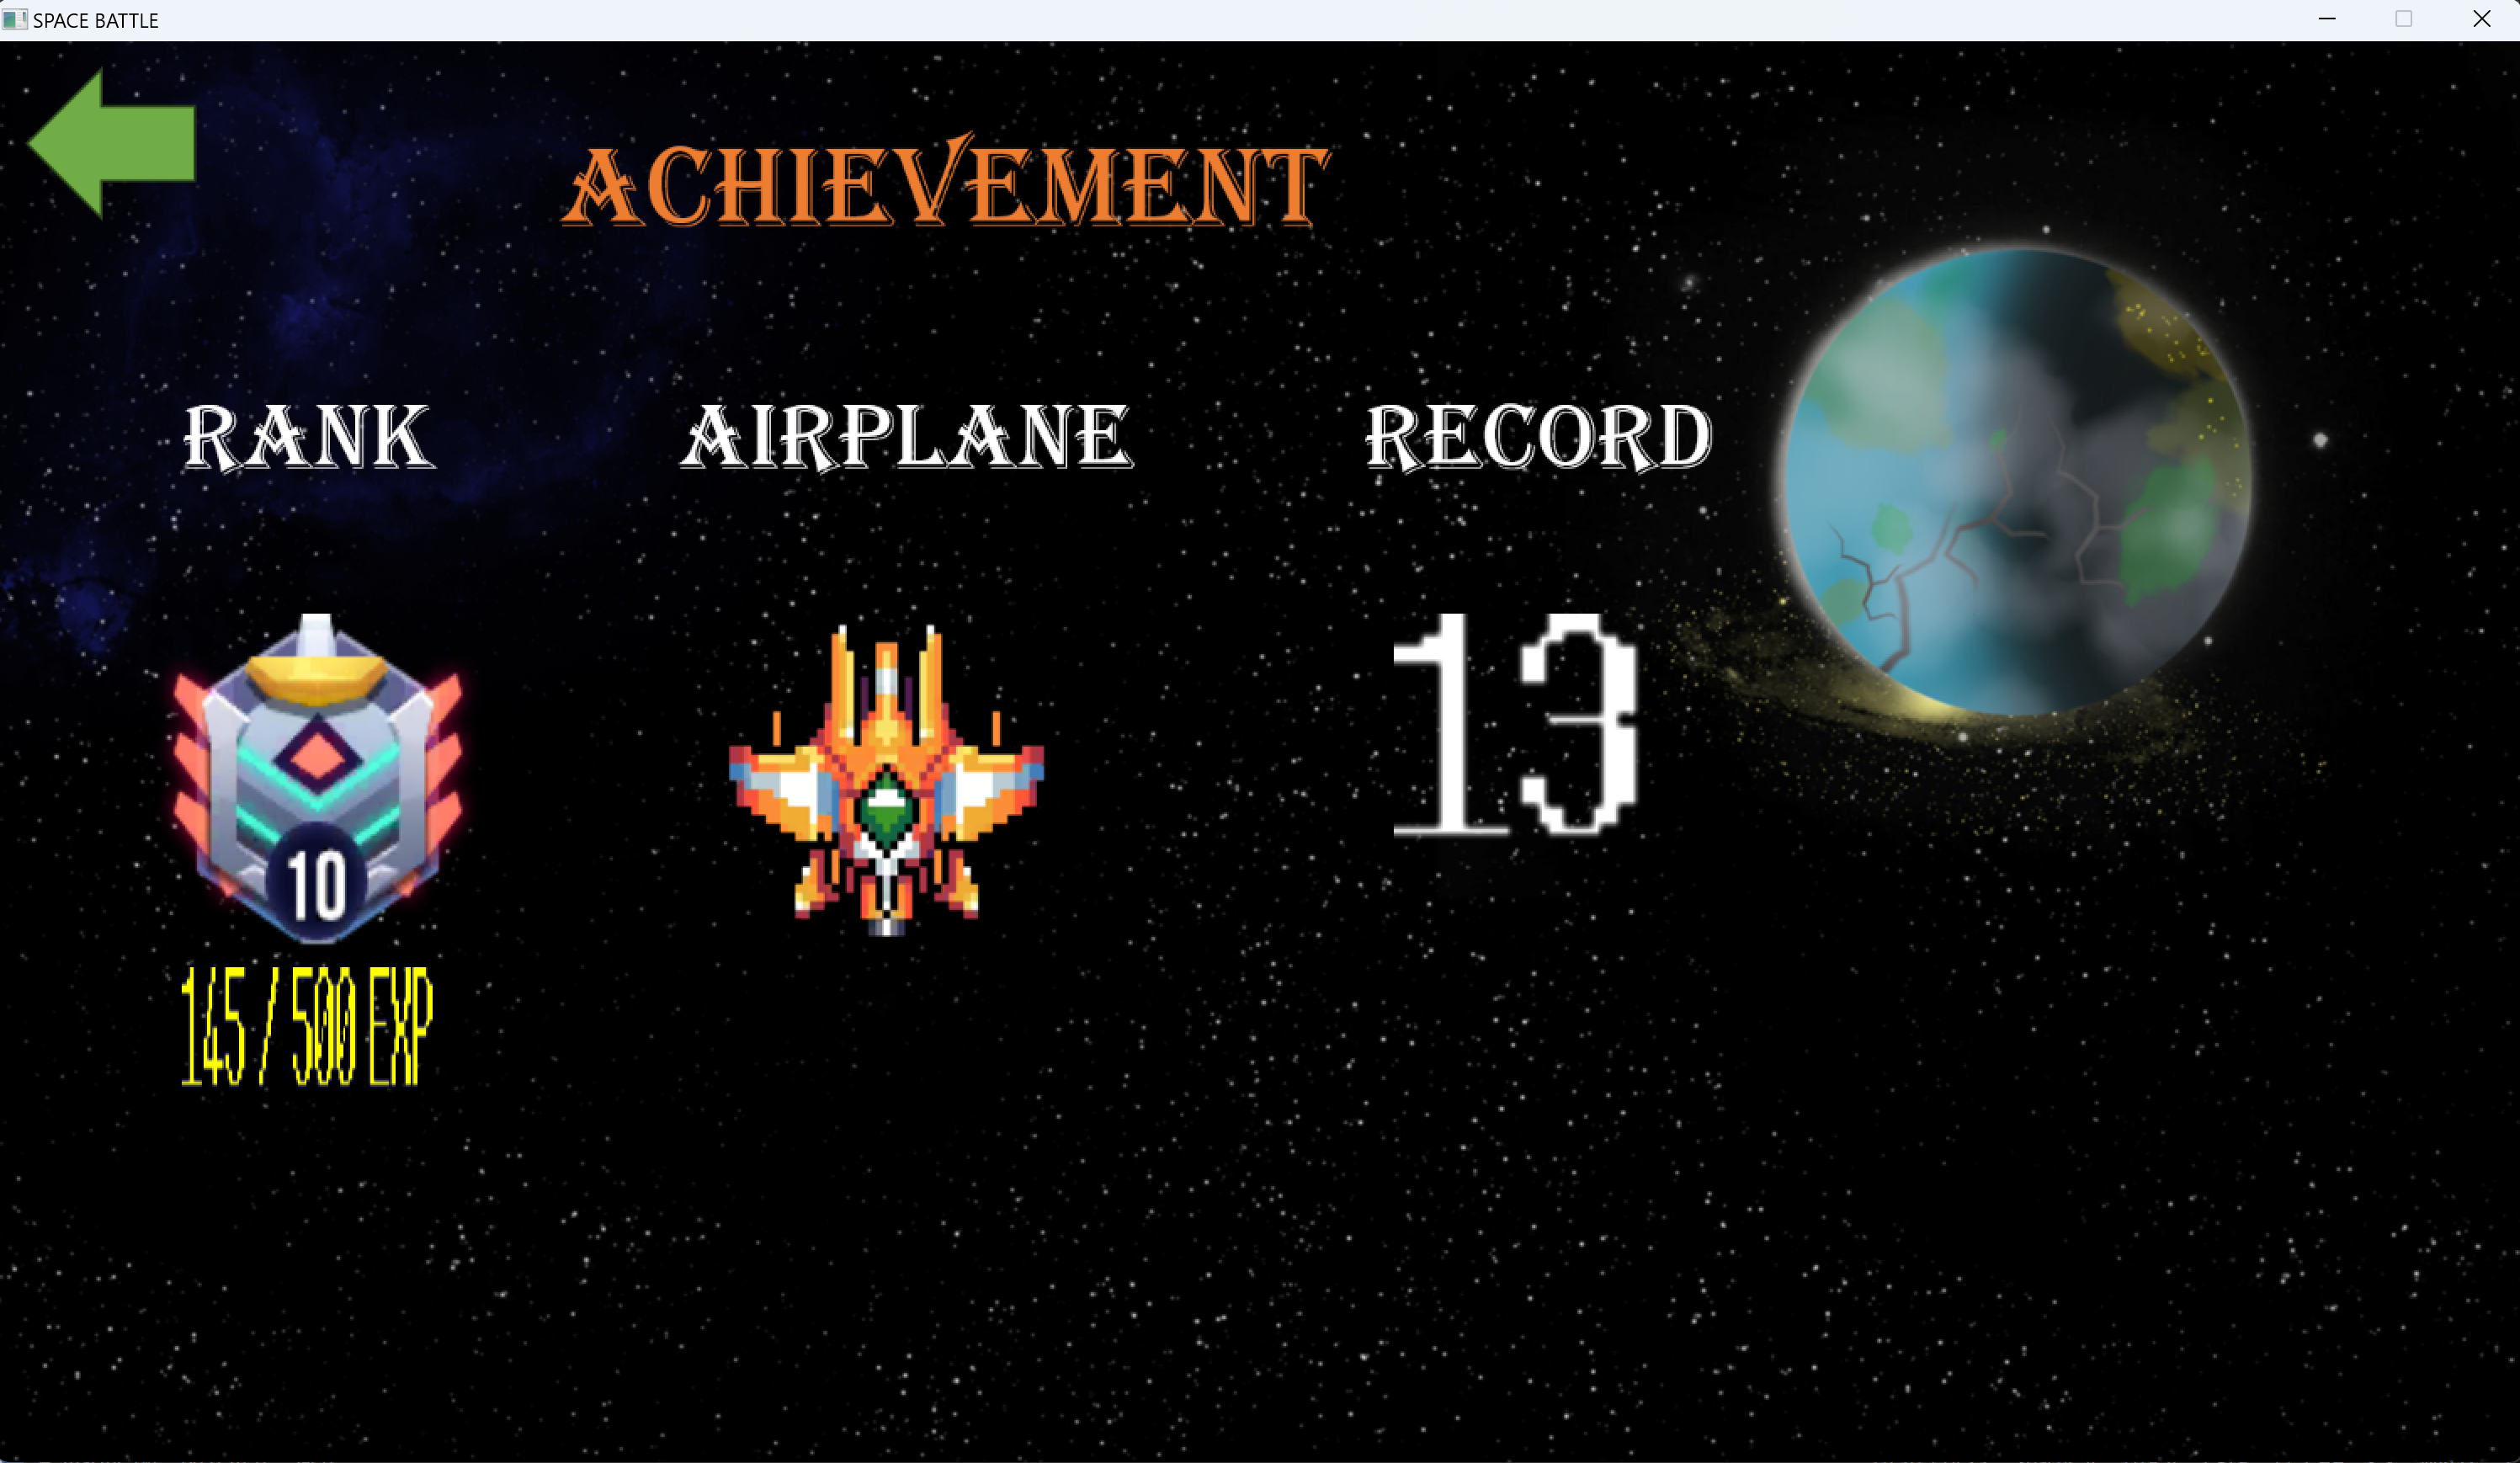 SPACE BATTLE
ACHIEVEMENT
RANK AIRPLANE RECORD
10
13
145 / 500 EXP